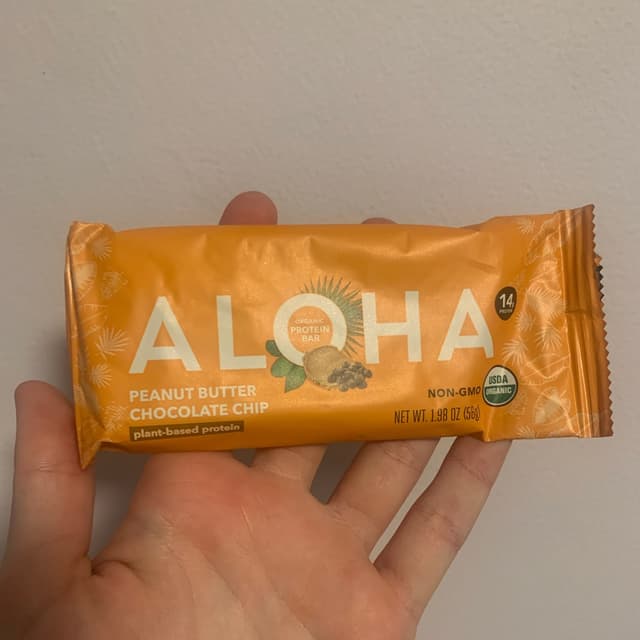 ALOHA
ORGANIC
PROTEIN
BAR
14g
PROTEIN
PEANUT BUTTER
CHOCOLATE CHIP
plant-based protein
NON-GMO
USDA
ORGANIC
NET WT. 1.98 OZ (56g)